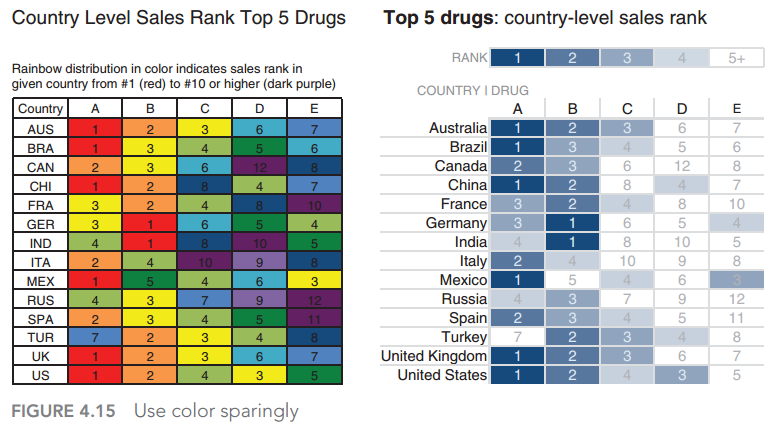 Country Level Sales Rank Top 5 Drugs
Rainbow distribution in color indicates sales rank in
given country from #1 (red) to #10 or higher (dark purple)
Country A B C D E
AUS 1 2 3 6 7
BRA 1 3 4 5 6
CAN 2 3 6 12 8
CHI 1 2 8 4 7
FRA 3 2 4 8 10
GER 3 1 6 5 4
IND 4 1 8 10 5
ITA 2 4 10 9 8
MEX 1 5 4 6 3
RUS 4 3 7 9 12
SPA 2 3 4 5 11
TUR 7 2 3 4 8
UK 1 2 3 6 7
US 1 2 4 3 5
Top 5 drugs: country-level sales rank
RANK 1 2 3 4 5+
COUNTRY | DRUG
A B C D E
Australia 1 2 3 6 7
Brazil 1 3 4 5 6
Canada 2 3 6 12 8
China 1 2 8 4 7
France 3 2 4 8 10
Germany 3 1 6 5 4
India 4 1 8 10 5
Italy 2 4 10 9 8
Mexico 1 5 4 6 3
Russia 4 3 7 9 12
Spain 2 3 4 5 11
Turkey 7 2 3 4 8
United Kingdom 1 2 3 6 7
United States 1 2 4 3 5
FIGURE 4.15 Use color sparingly